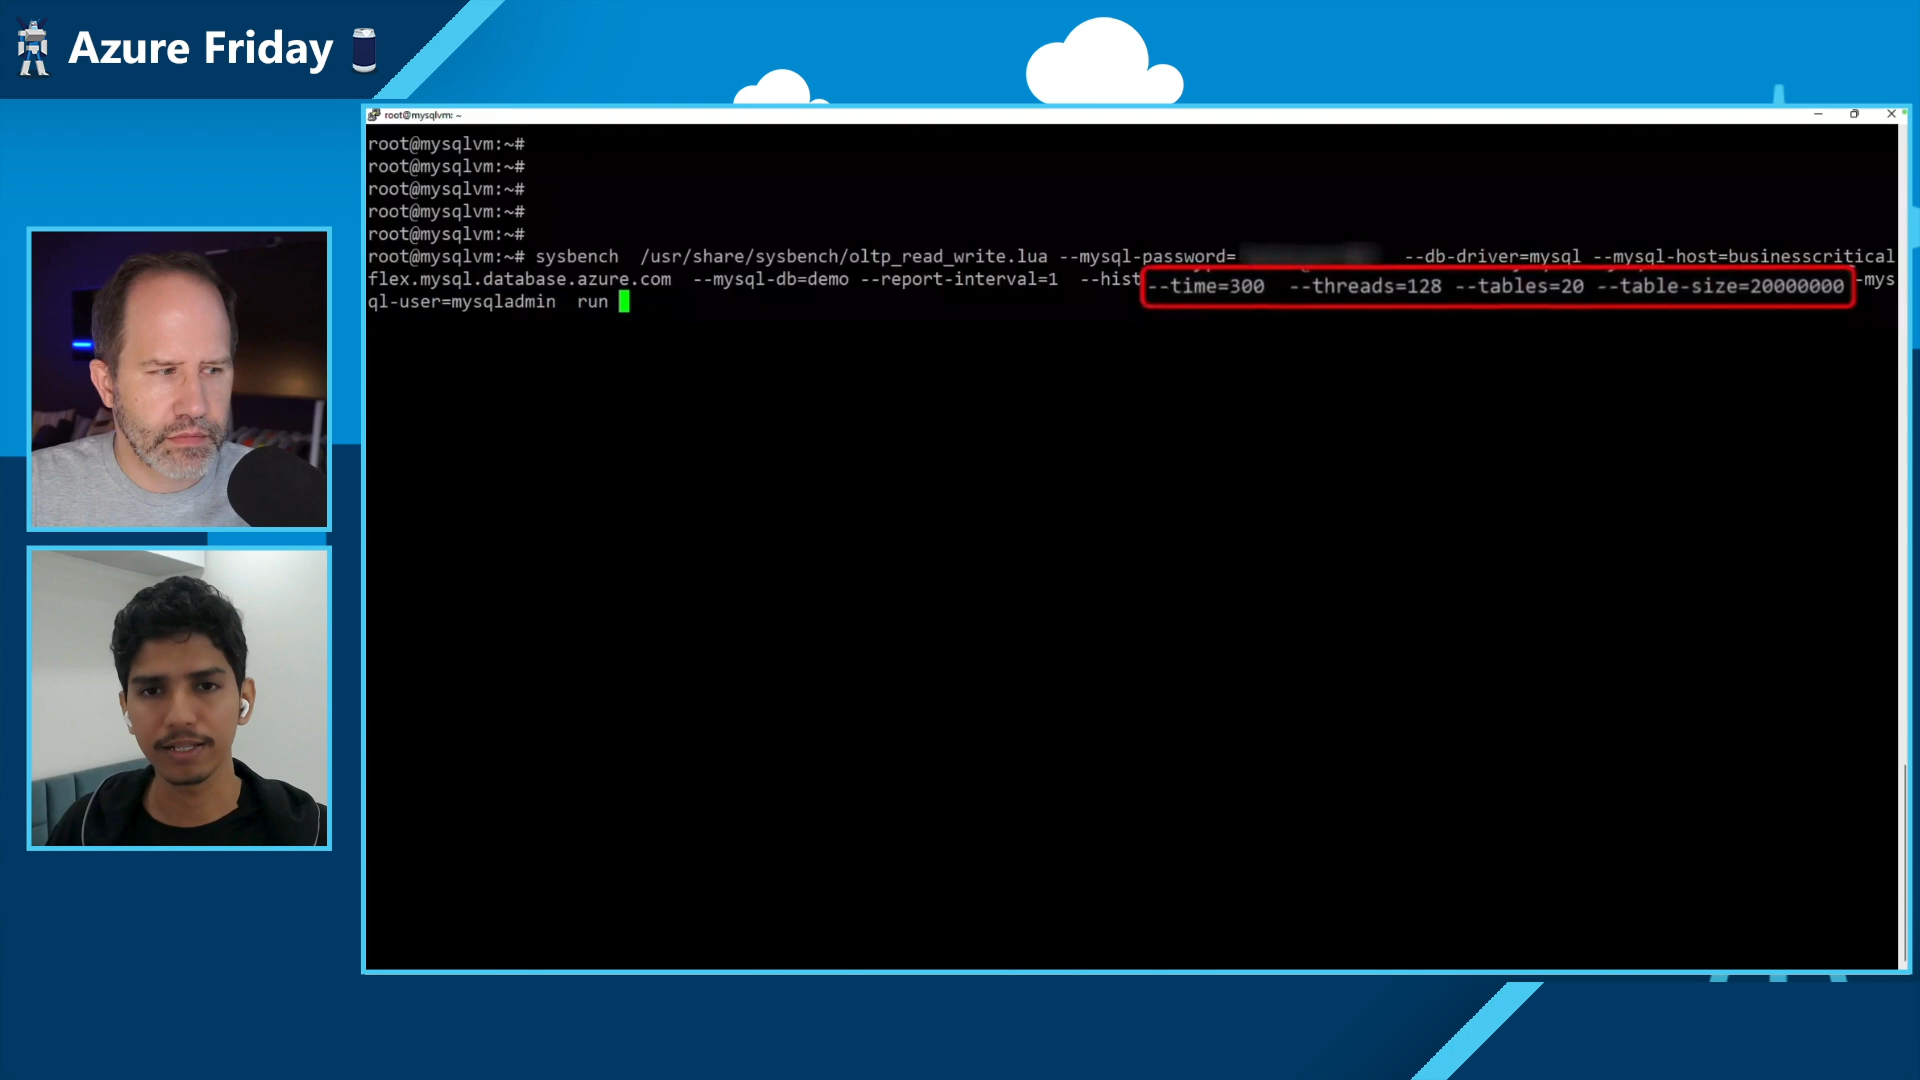 Azure Friday
root@mysqlvm: ~
root@mysqlvm:~#
root@mysqlvm:~#
root@mysqlvm:~#
root@mysqlvm:~#
root@mysqlvm:~#
root@mysqlvm:~# sysbench  /usr/share/sysbench/oltp_read_write.lua --mysql-password= --db-driver=mysql --mysql-host=businesscritical
flex.mysql.database.azure.com  --mysql-db=demo --report-interval=1  --hist --time=300  --threads=128 --tables=20 --table-size=20000000 -mys
ql-user=mysqladmin  run